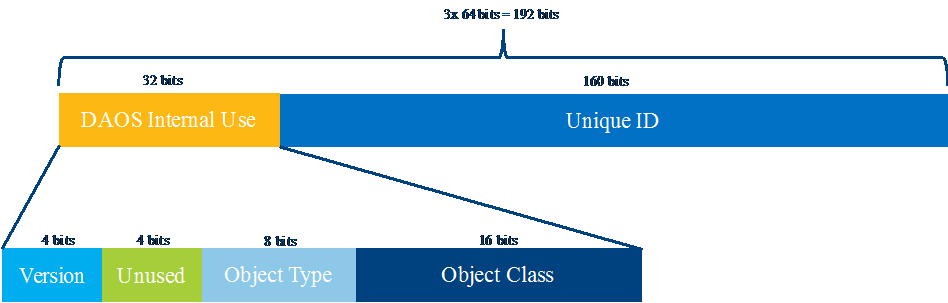 3x 64 bits = 192 bits
32 bits
160 bits
DAOS Internal Use
Unique ID
4 bits
4 bits
8 bits
16 bits
Version
Unused
Object Type
Object Class